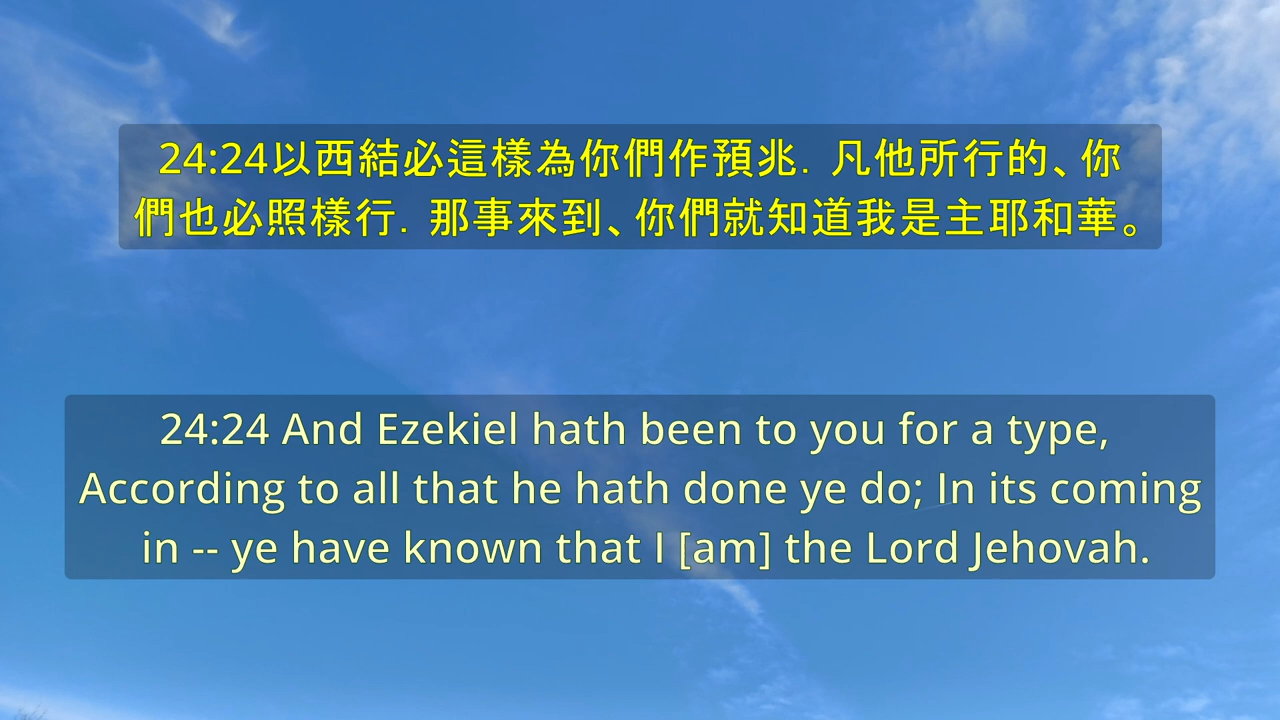 24:24以西結必這樣為你們作預兆．凡他所行的、你
們也必照樣行．那事來到、你們就知道我是主耶和華。
24:24 And Ezekiel hath been to you for a type,
According to all that he hath done ye do; In its coming
in -- ye have known that I [am] the Lord Jehovah.